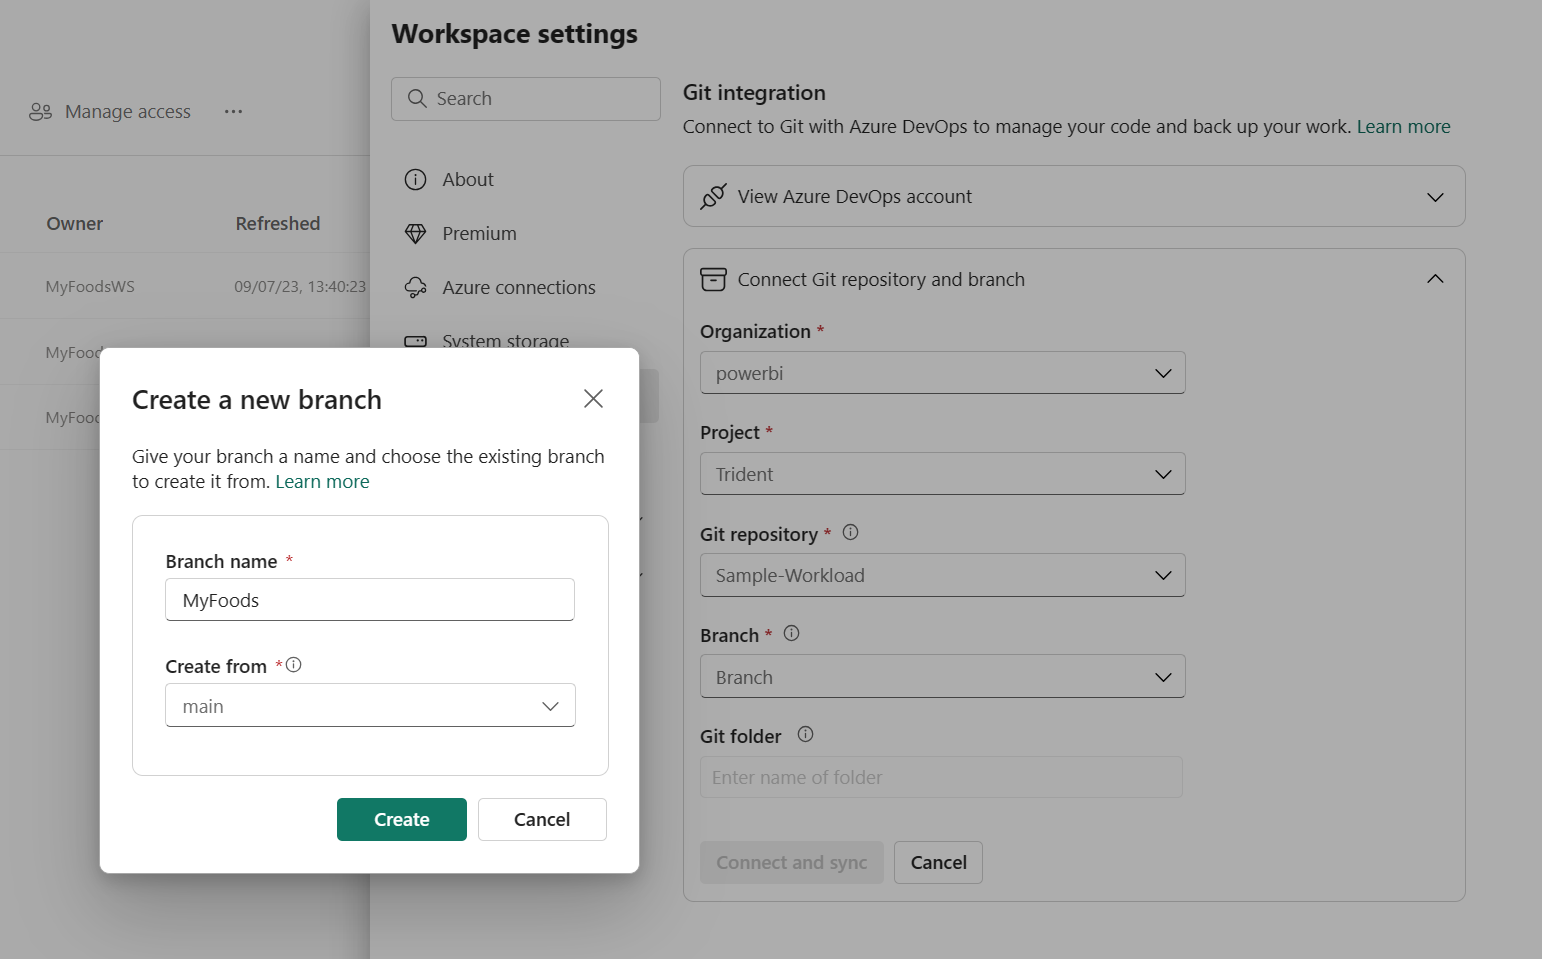 Workspace settings
Manage access
Owner
Refreshed
MyFoodsWS
09/07/23, 13:40:23
Search
About
Premium
Azure connections
System storage
Git integration
Connect to Git with Azure DevOps to manage your code and back up your work. Learn more
View Azure DevOps account
Connect Git repository and branch
Organization *
powerbi
Project *
Trident
Git repository *
Sample-Workload
Branch *
Branch
Git folder
Enter name of folder
Connect and sync
Cancel
Create a new branch
Give your branch a name and choose the existing branch
to create it from. Learn more
Branch name *
MyFoods
Create from *
main
Create
Cancel